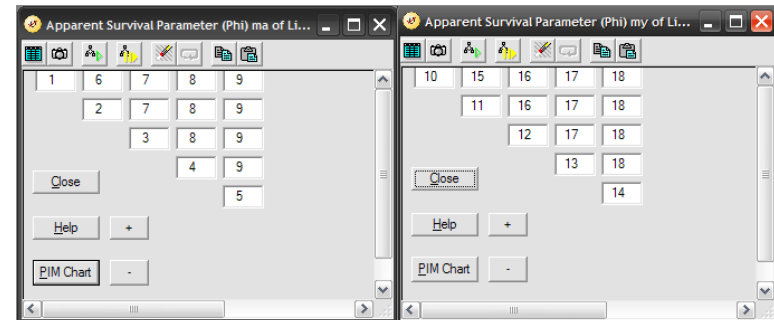 Apparent Survival Parameter (Phi) ma of Li...
1 6 7 8 9
2 7 8 9
3 8 9
4 9
5
Close
Help +
PIM Chart -
Apparent Survival Parameter (Phi) my of Li...
10 15 16 17 18
11 16 17 18
12 17 18
13 18
14
Close
Help +
PIM Chart -